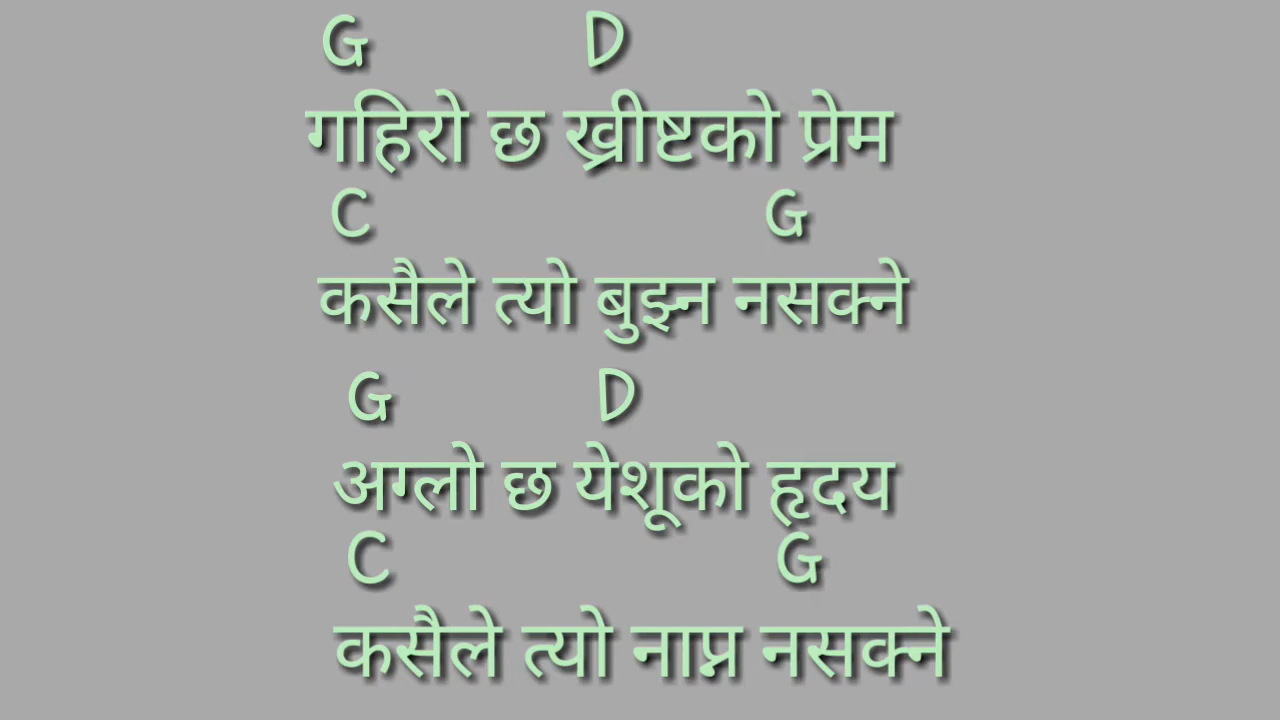 G D
गहिरो छ ख्रीष्टको प्रेम
C G
कसैले त्यो बुझ्न नसक्ने
G D
अग्लो छ येशूको हृदय
C G
कसैले त्यो नाप्न नसक्ने